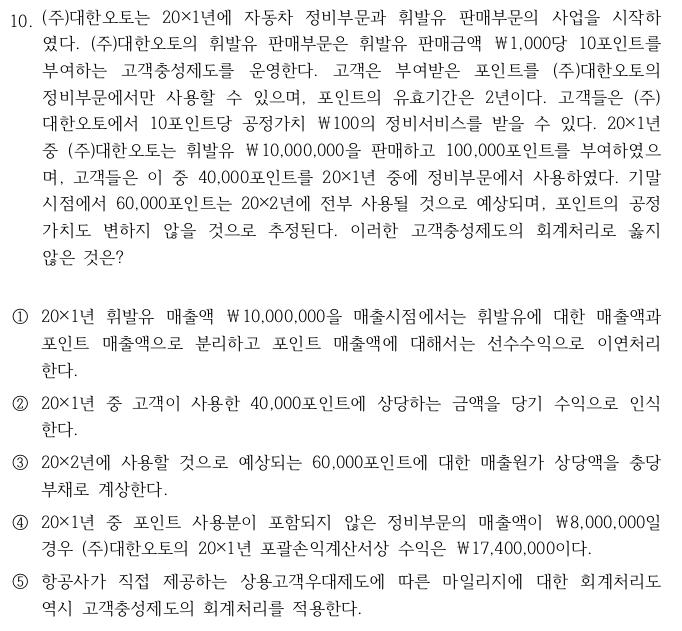 10. (주)대한오토는 20×1년에 자동차 정비부문과 휘발유 판매부문의 사업을 시작하
였다. (주)대한오토의 휘발유 판매부문은 휘발유 판매금액 ₩1,000당 10포인트를
부여하는 고객충성제도를 운영한다. 고객은 부여받은 포인트를 (주)대한오토의
정비부문에서만 사용할 수 있으며, 포인트의 유효기간은 2년이다. 고객들은 (주)
대한오토에서 10포인트당 공정가치 ₩100의 정비서비스를 받을 수 있다. 20×1년
중 (주)대한오토는 휘발유 ₩10,000,000을 판매하고 100,000포인트를 부여하였으
며, 고객들은 이 중 40,000포인트를 20×1년 중에 정비부문에서 사용하였다. 기말
시점에서 60,000포인트는 20×2년에 전부 사용될 것으로 예상되며, 포인트의 공정
가치도 변하지 않을 것으로 추정된다. 이러한 고객충성제도의 회계처리로 옳지
않은 것은?
① 20×1년 휘발유 매출액 ₩10,000,000을 매출시점에서는 휘발유에 대한 매출액과
포인트 매출액으로 분리하고 포인트 매출액에 대해서는 선수수익으로 이연처리
한다.
② 20×1년 중 고객이 사용한 40,000포인트에 상당하는 금액을 당기 수익으로 인식
한다.
③ 20×2년에 사용할 것으로 예상되는 60,000포인트에 대한 매출원가 상당액을 충당
부채로 계상한다.
④ 20×1년 중 포인트 사용분이 포함되지 않은 정비부문의 매출액이 ₩8,000,000일
경우 (주)대한오토의 20×1년 포괄손익계산서상 수익은 ₩17,400,000이다.
⑤ 항공사가 직접 제공하는 상용고객우대제도에 따른 마일리지에 대한 회계처리도
역시 고객충성제도의 회계처리를 적용한다.